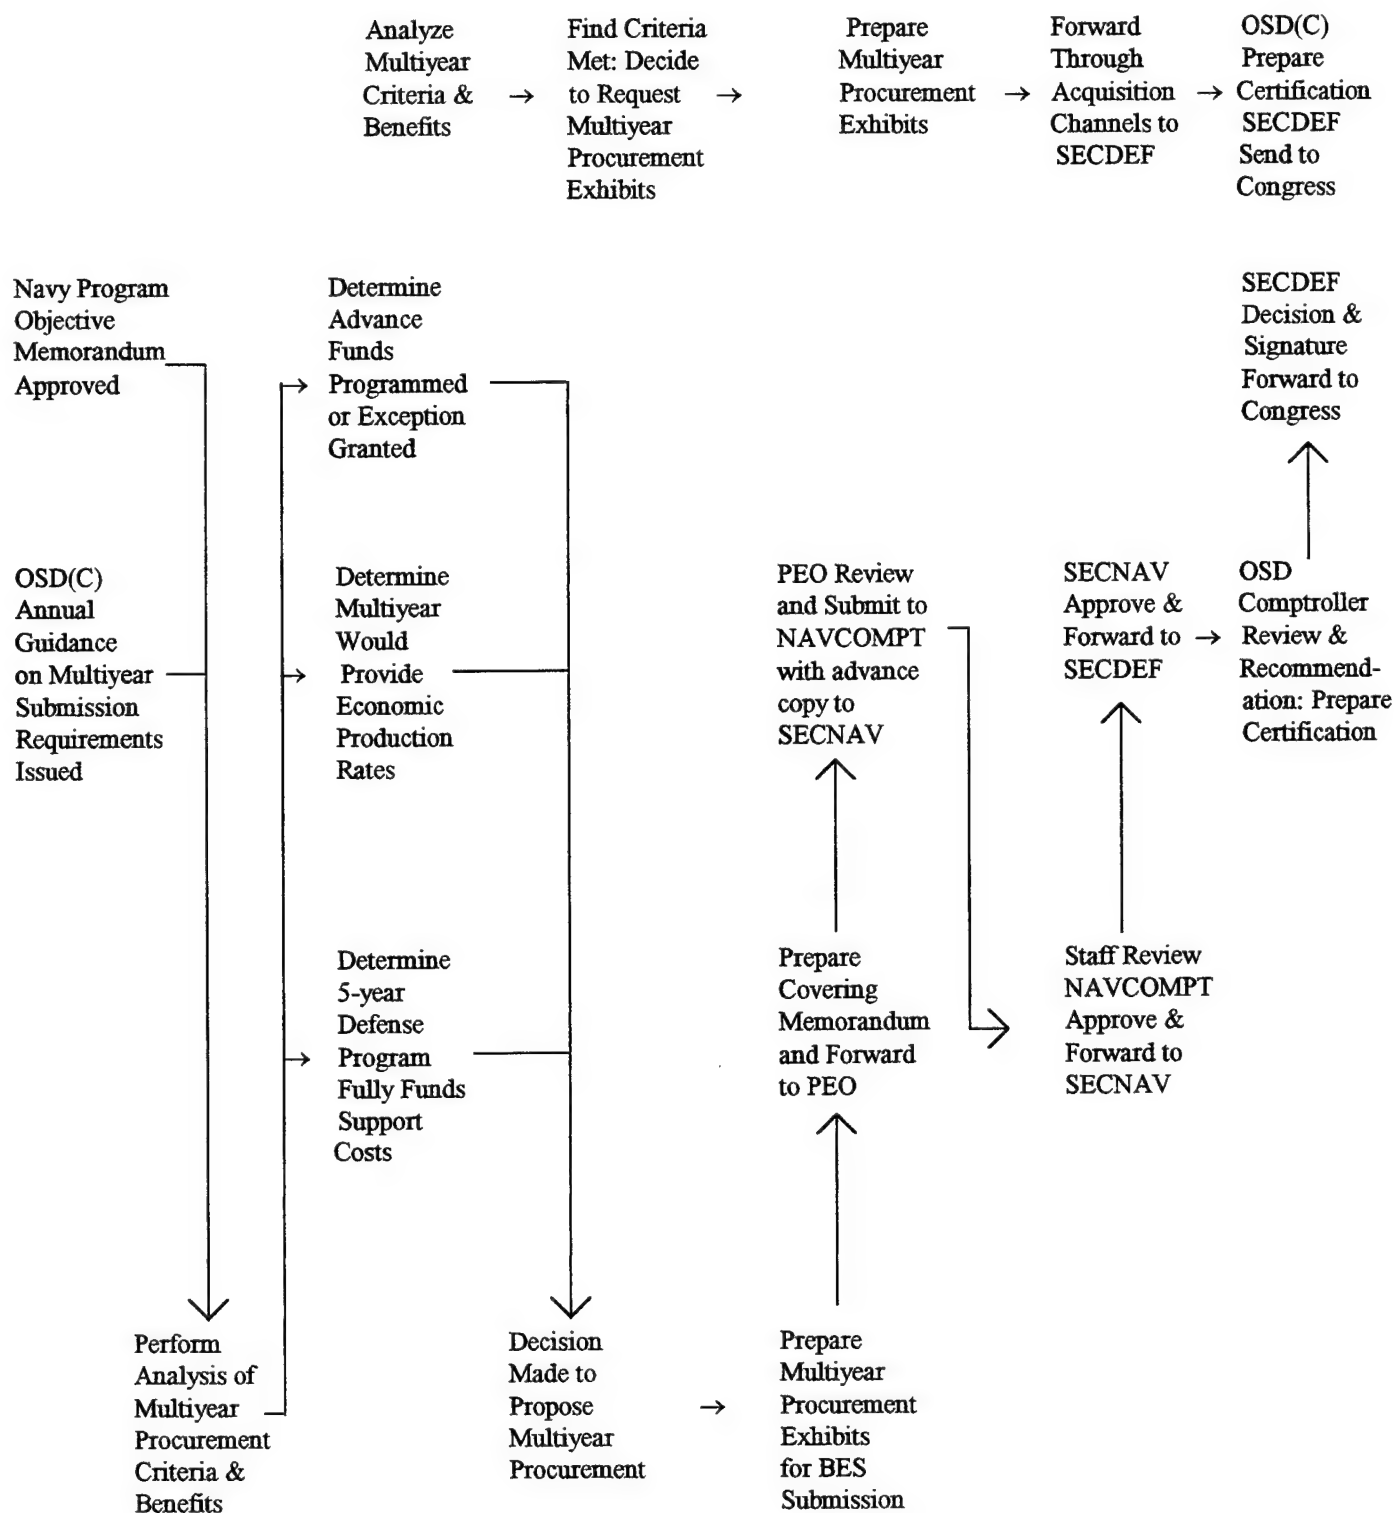 Analyze
Multiyear
Criteria &
Benefits
→
Find Criteria
Met: Decide
to Request
Multiyear
Procurement
Exhibits
→
Prepare
Multiyear
Procurement
Exhibits
→
Forward
Through
Acquisition
Channels to
SECDEF
→
OSD(C)
Prepare
Certification
SECDEF
Send to
Congress
Navy Program
Objective
Memorandum
Approved
OSD(C)
Annual
Guidance
on Multiyear
Submission
Requirements
Issued
Perform
Analysis of
Multiyear
Procurement
Criteria &
Benefits
Determine
Advance
Funds
Programmed
or Exception
Granted
Determine
Multiyear
Would
Provide
Economic
Production
Rates
Determine
5-year
Defense
Program
Fully Funds
Support
Costs
Decision
Made to
Propose
Multiyear
Procurement
→
Prepare
Multiyear
Procurement
Exhibits
for BES
Submission
Prepare
Covering
Memorandum
and Forward
to PEO
PEO Review
and Submit to
NAVCOMPT
with advance
copy to
SECNAV
Staff Review
NAVCOMPT
Approve &
Forward to
SECNAV
SECNAV
Approve &
Forward to
SECDEF
→
OSD
Comptroller
Review &
Recommend-
ation: Prepare
Certification
SECDEF
Decision &
Signature
Forward to
Congress